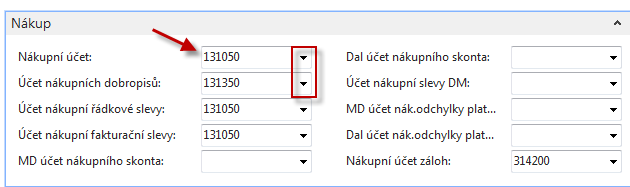 Nákup
Nákupní účet: 131050 Dal účet nákupního skonta:
Účet nákupních dobropisů: 131350 Účet nákupní slevy DM:
Účet nákupní řádkové slevy: 131050 MD účet nák.odchylky plat...
Účet nákupní fakturační slevy: 131050 Dal účet nák.odchylky plat...
MD účet nákupního skonta: Nákupní účet záloh: 314200